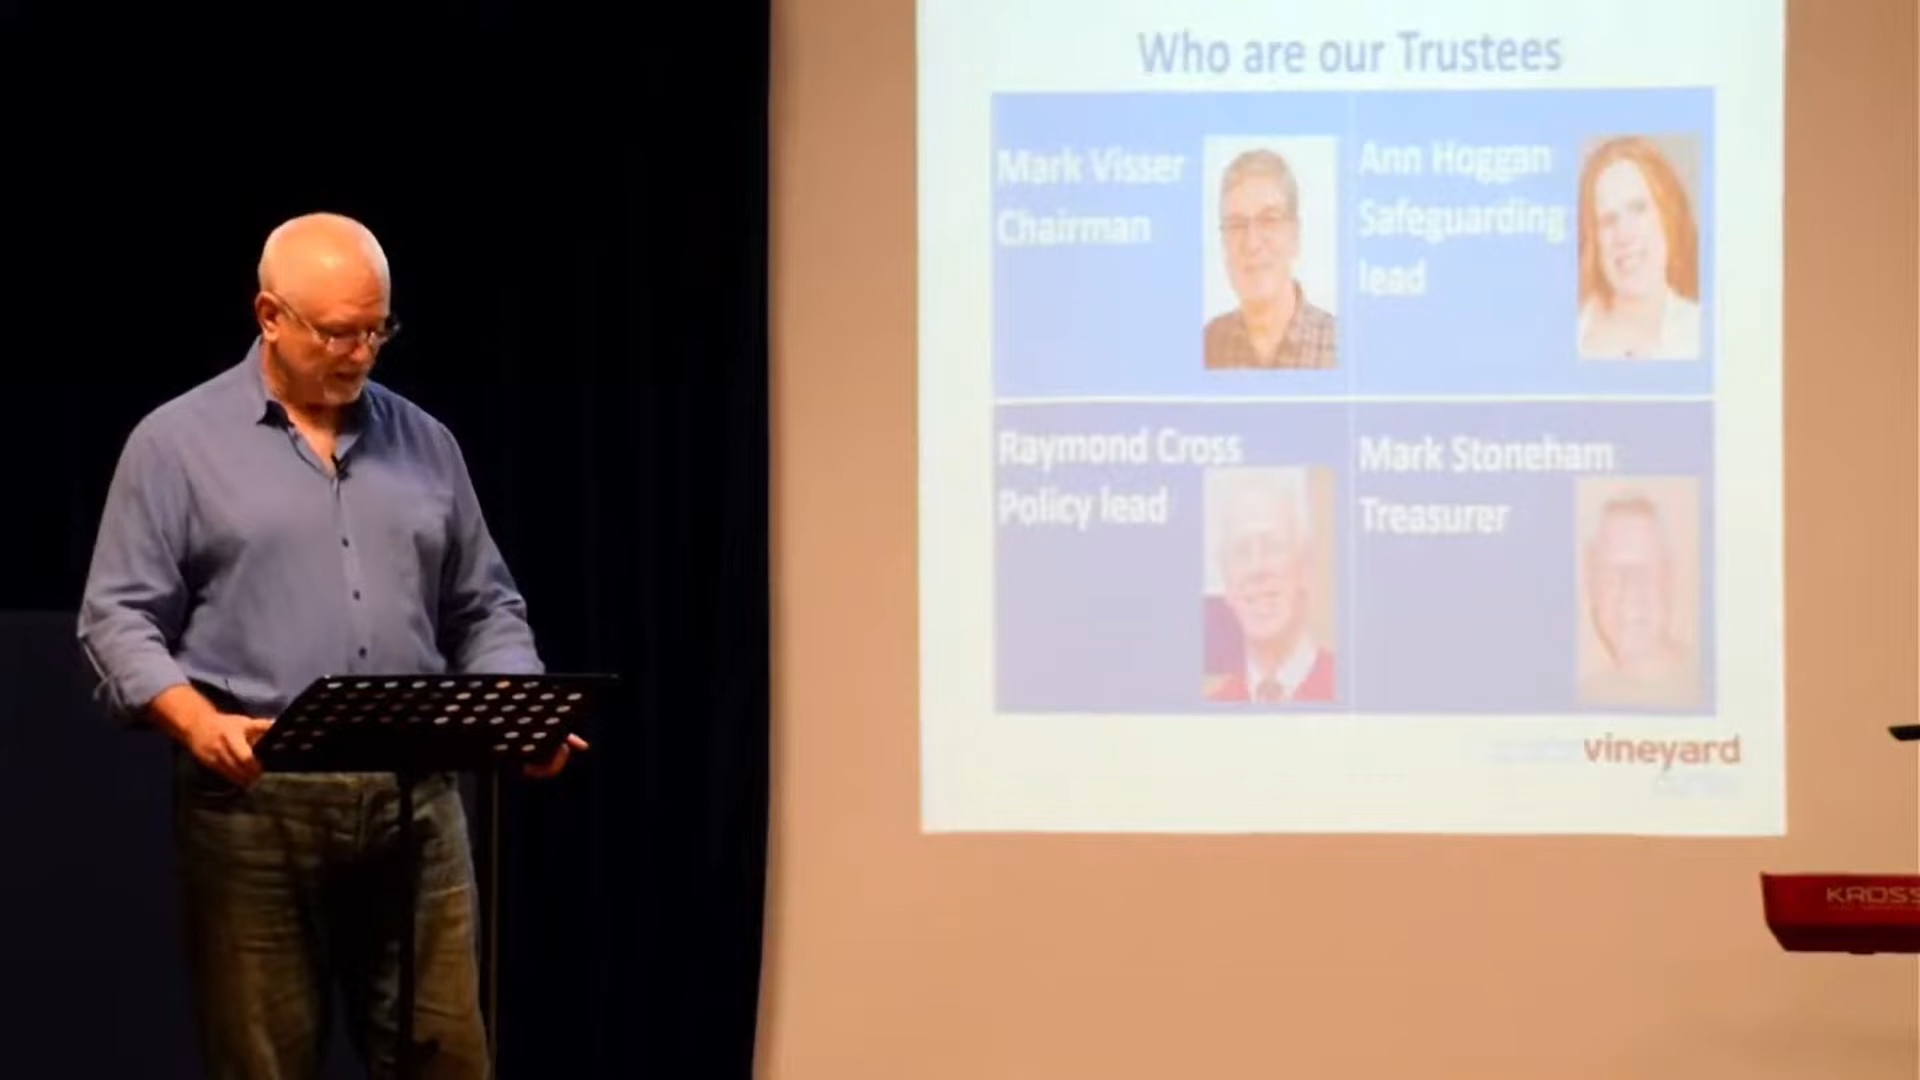 Who are our Trustees
Mark Visser
Chairman
Ann Hoggan
Safeguarding
lead
Raymond Cross
Policy lead
Mark Stoneham
Treasurer
vineyard
KROSS